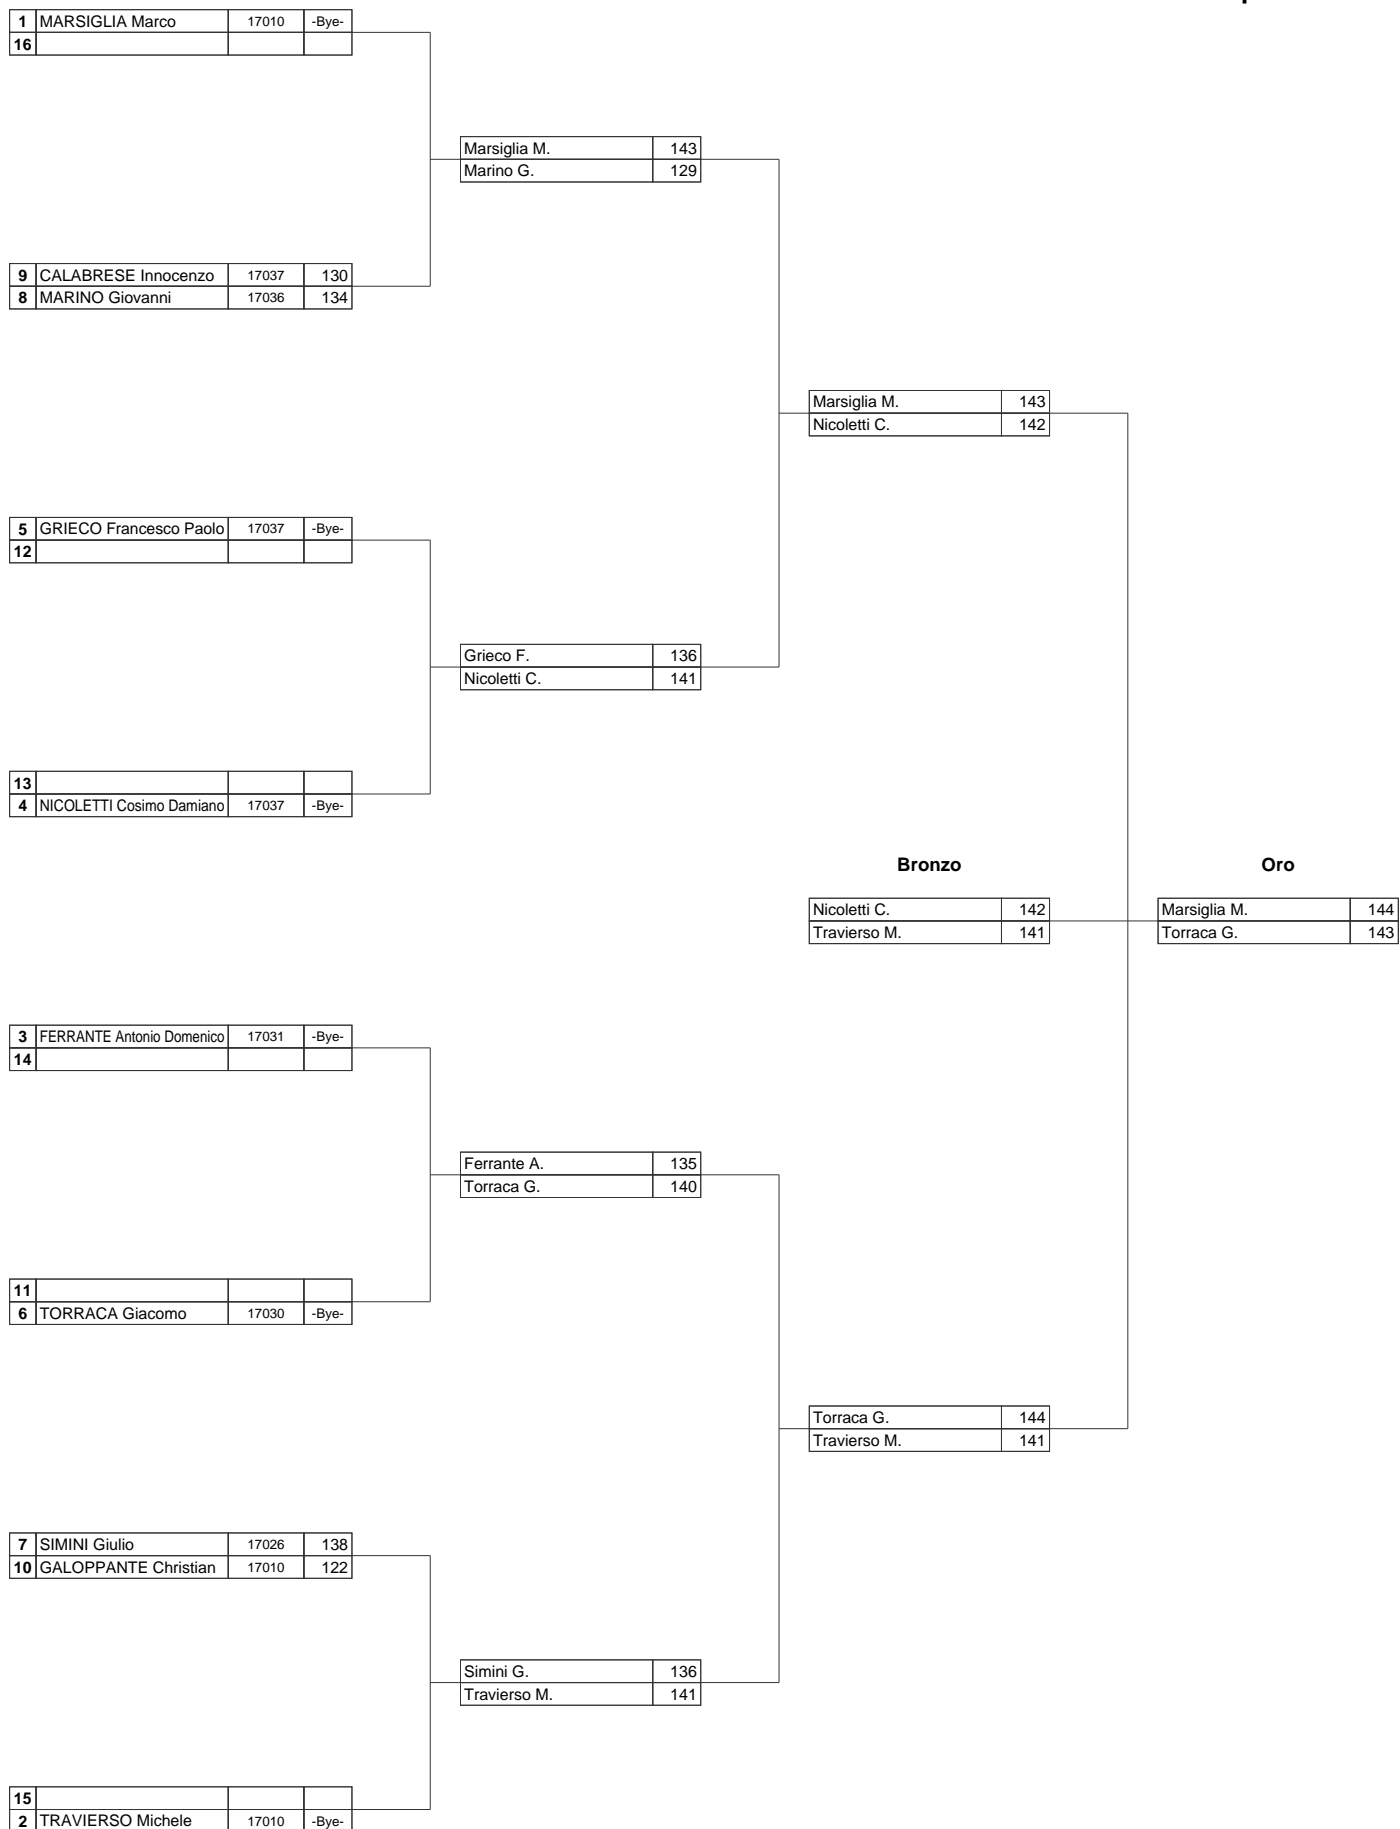 1 MARSIGLIA Marco 17010 -Bye-
16
Marsiglia M. 143
Marino G. 129
9 CALABRESE Innocenzo 17037 130
8 MARINO Giovanni 17036 134
Marsiglia M. 143
Nicoletti C. 142
5 GRIECO Francesco Paolo 17037 -Bye-
12
Grieco F. 136
Nicoletti C. 141
13
4 NICOLETTI Cosimo Damiano 17037 -Bye-
Bronzo Oro
Nicoletti C. 142 Marsiglia M. 144
Travierso M. 141 Torraca G. 143
3 FERRANTE Antonio Domenico 17031 -Bye-
14
Ferrante A. 135
Torraca G. 140
11
6 TORRACA Giacomo 17030 -Bye-
Torraca G. 144
Travierso M. 141
7 SIMINI Giulio 17026 138
10 GALOPPANTE Christian 17010 122
Simini G. 136
Travierso M. 141
15
2 TRAVIERSO Michele 17010 -Bye-